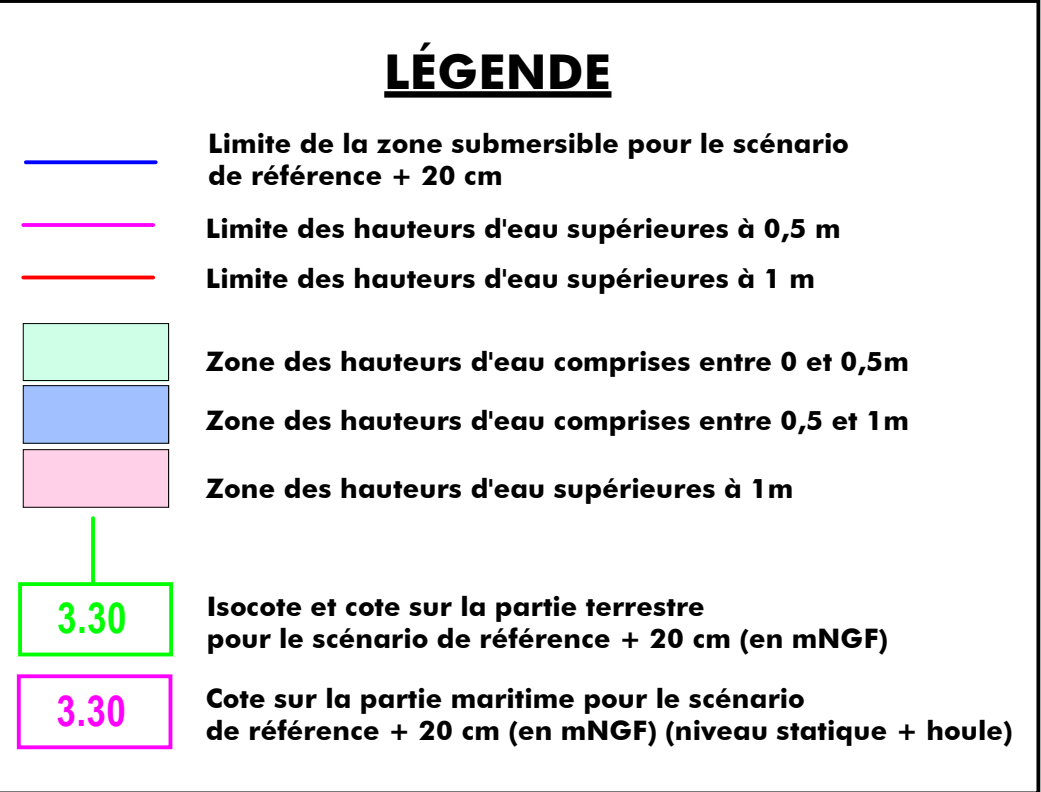 LÉGENDE
Limite de la zone submersible pour le scénario
de référence + 20 cm
Limite des hauteurs d'eau supérieures à 0,5 m
Limite des hauteurs d'eau supérieures à 1 m
Zone des hauteurs d'eau comprises entre 0 et 0,5m
Zone des hauteurs d'eau comprises entre 0,5 et 1m
Zone des hauteurs d'eau supérieures à 1m
3.30
Isocote et cote sur la partie terrestre
pour le scénario de référence + 20 cm (en mNGF)
3.30
Cote sur la partie maritime pour le scénario
de référence + 20 cm (en mNGF) (niveau statique + houle)